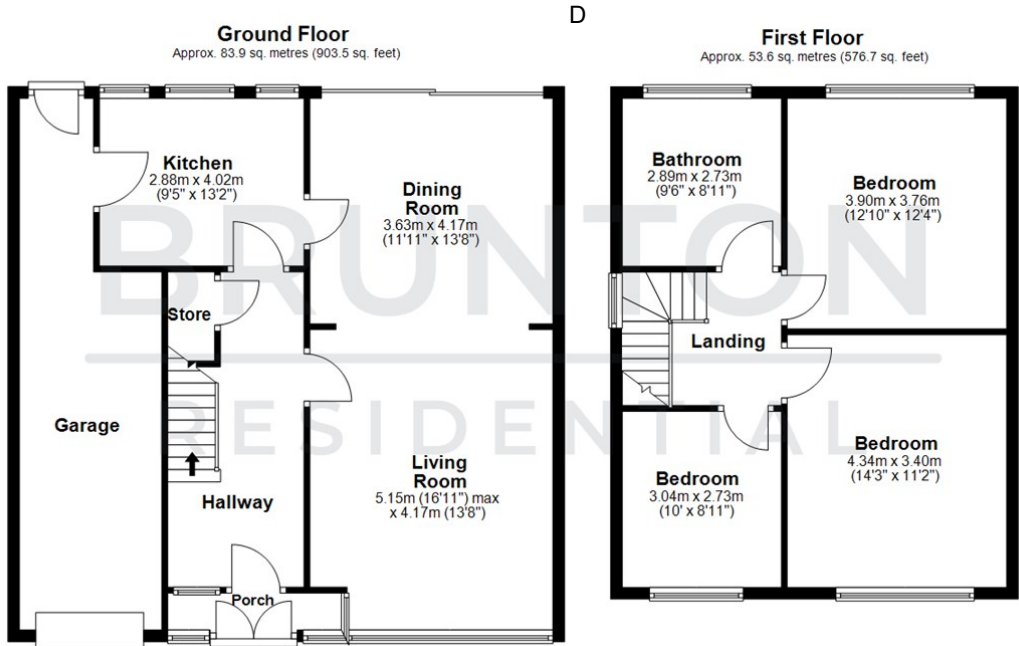 D
Ground Floor
Approx. 83.9 sq. metres (903.5 sq. feet)
Kitchen
2.88m x 4.02m
(9'5" x 13'2")
Dining
Room
3.63m x 4.17m
(11'11" x 13'8")
Store
Garage
Hallway
Living
Room
5.15m (16'11") max
x 4.17m (13'8")
Porch
First Floor
Approx. 53.6 sq. metres (576.7 sq. feet)
Bathroom
2.89m x 2.73m
(9'6" x 8'11")
Bedroom
3.90m x 3.76m
(12'10" x 12'4")
Landing
Bedroom
3.04m x 2.73m
(10' x 8'11")
Bedroom
4.34m x 3.40m
(14'3" x 11'2")
BRUNTON
RESIDENTIAL